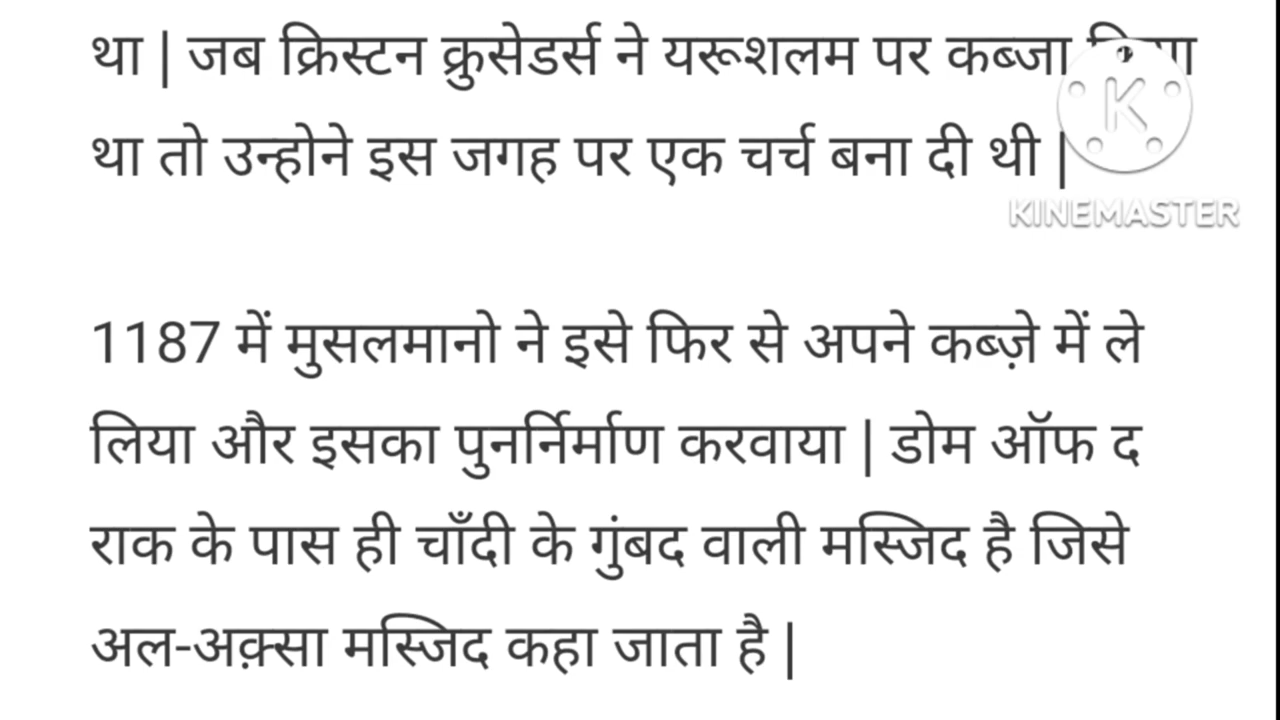 था | जब क्रिस्टन क्रुसेडर्स ने यरूशलम पर कब्जा
था तो उन्होने इस जगह पर एक चर्च बना दी थी |
KINEMASTER
1187 में मुसलमानो ने इसे फिर से अपने कब्ज़े में ले
लिया और इसका पुनर्निर्माण करवाया | डोम ऑफ द
राक के पास ही चाँदी के गुंबद वाली मस्जिद है जिसे
अल-अक़्सा मस्जिद कहा जाता है |